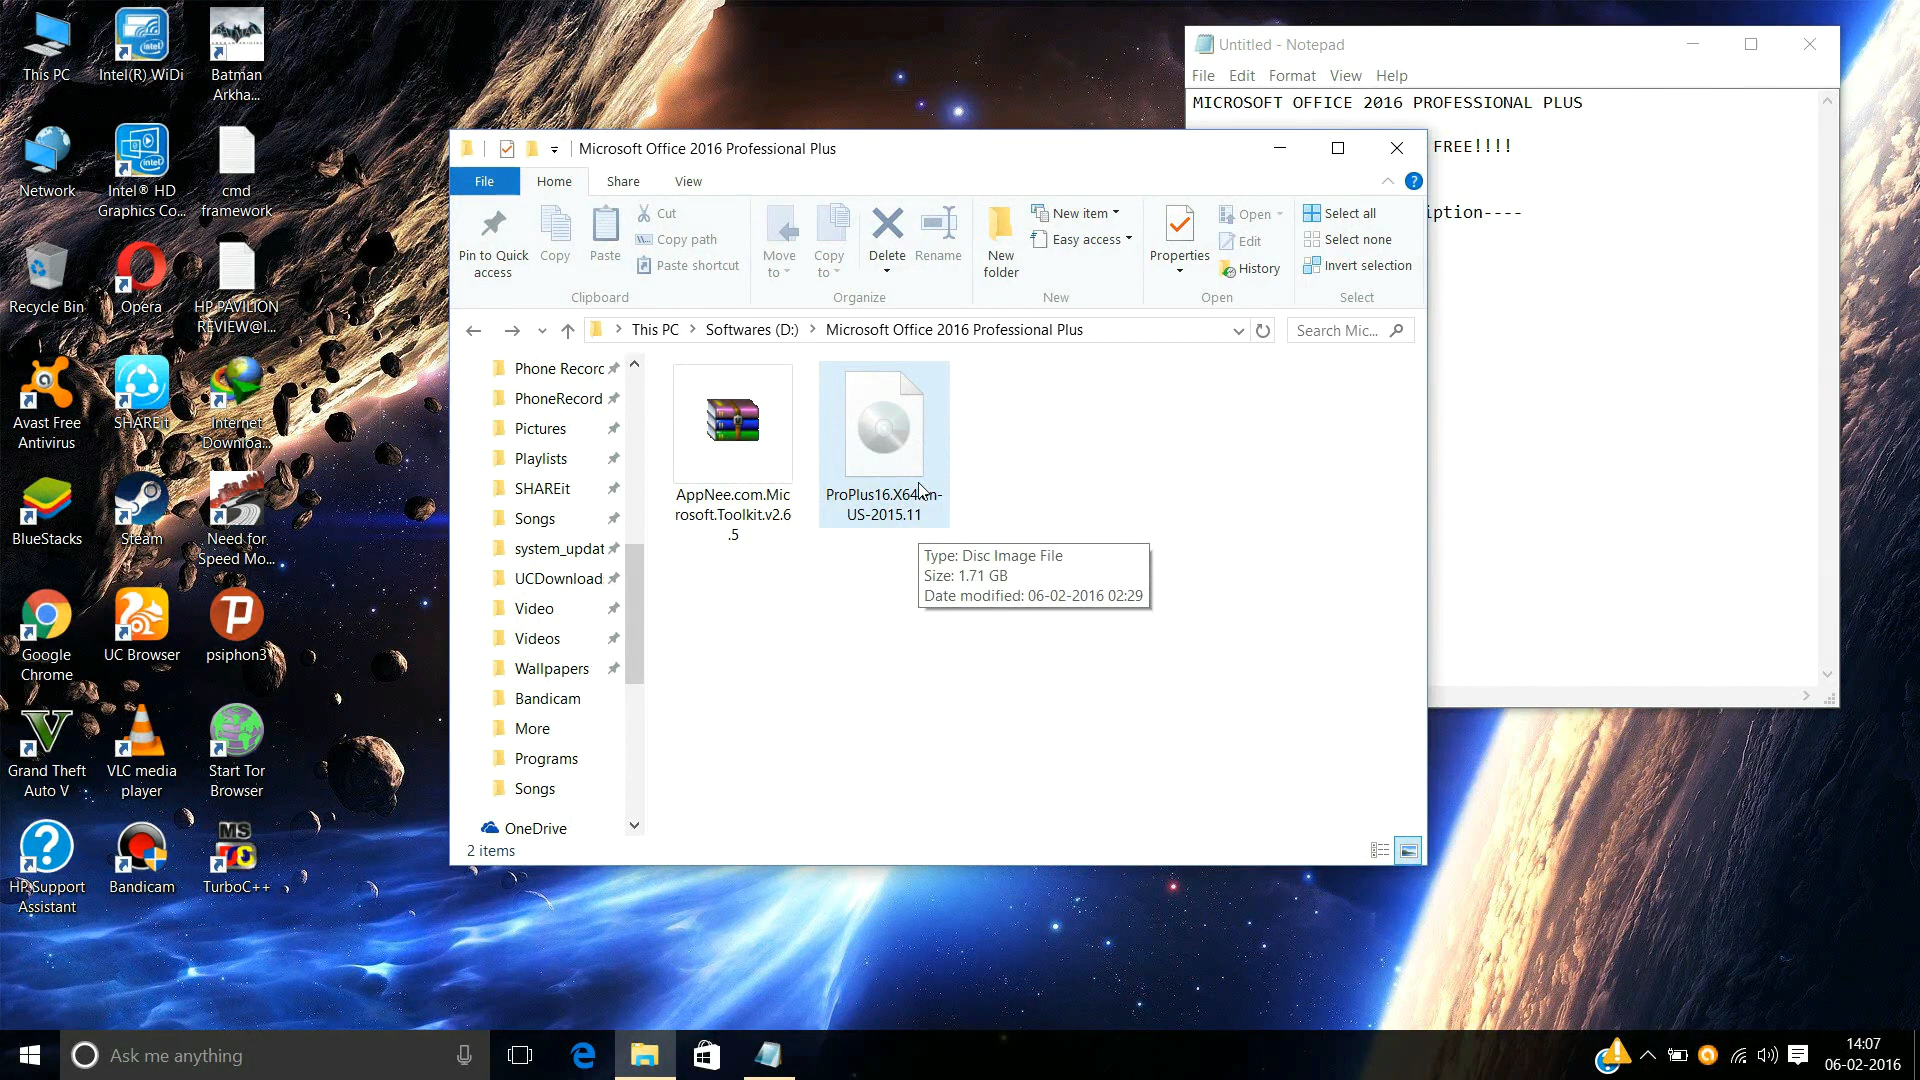 This PC
Intel(R) WiDi
Batman
Arkha...
Network
Intel® HD
Graphics Co...
cmd
framework
Recycle Bin
Opera
HP PAVILION
REVIEW@I...
Avast Free
Antivirus
SHAREit
Internet
Downloa...
BlueStacks
Steam
Need for
Speed Mo...
Google
Chrome
UC Browser
psiphon3
Grand Theft
Auto V
VLC media
player
Start Tor
Browser
HP Support
Assistant
Bandicam
TurboC++
Untitled - Notepad
File Edit Format View Help
MICROSOFT OFFICE 2016 PROFESSIONAL PLUS
FREE!!!!
iption----
Microsoft Office 2016 Professional Plus
File Home Share View
Pin to Quick
access
Copy
Paste
Cut
Copy path
Paste shortcut
Clipboard
Move
to
Copy
to
Delete
Rename
Organize
New
folder
New item
Easy access
New
Properties
Open
Edit
History
Open
Select all
Select none
Invert selection
Select
This PC > Softwares (D:) > Microsoft Office 2016 Professional Plus
Search Mic...
Phone Recorc
PhoneRecord
Pictures
Playlists
SHAREit
Songs
system_updat
UCDownload
Video
Videos
Wallpapers
Bandicam
More
Programs
Songs
OneDrive
AppNee.com.Mic
rosoft.Toolkit.v2.6
.5
ProPlus16.X64 n-
US-2015.11
Type: Disc Image File
Size: 1.71 GB
Date modified: 06-02-2016 02:29
2 items
Ask me anything
14:07
06-02-2016